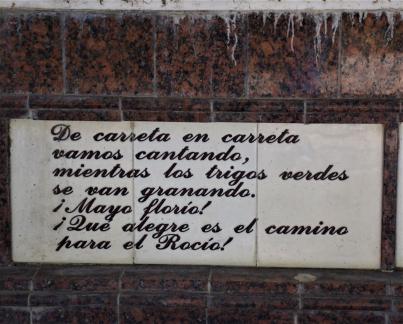 De carreta en carreta
vamos cantando,
mientras los trigos verdes
se van granando.
¡Mayo florío!
¡Qué alegre es el camino
para el Rocío!